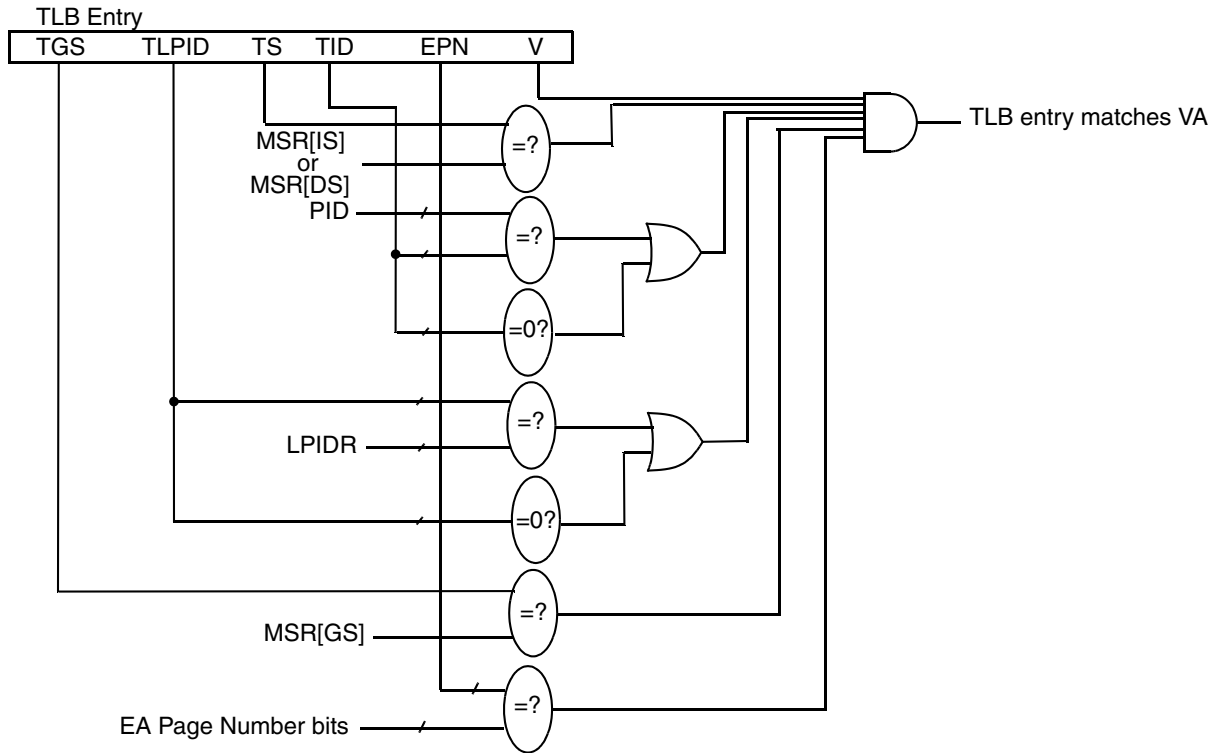 TLB Entry
TGS TLPID TS TID EPN V
TLB entry matches VA
MSR[IS]
or
MSR[DS]
=?
PID
=?
=0?
=?
LPIDR
=0?
=?
MSR[GS]
=?
EA Page Number bits